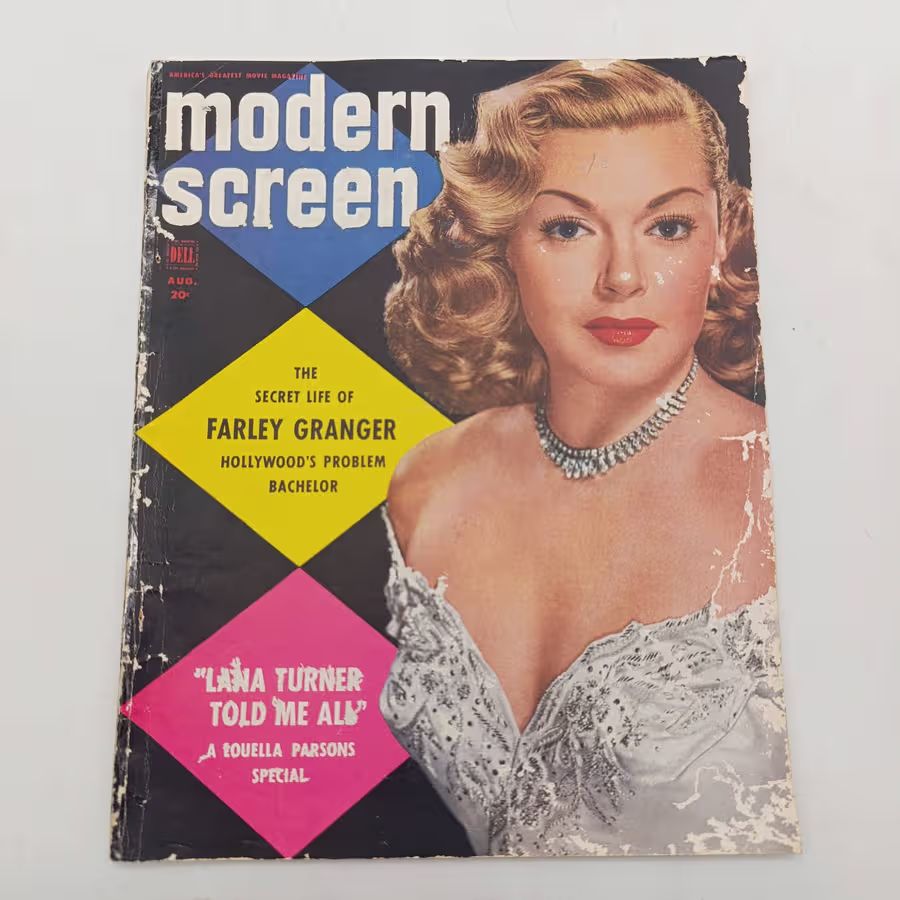 AMERICA'S GREATEST MOVIE MAGAZINE
modern
screen
DELL
AUG.
20¢
THE
SECRET LIFE OF
FARLEY GRANGER
HOLLYWOOD'S PROBLEM
BACHELOR
"LANA TURNER
TOLD ME ALL"
A LOUELLA PARSONS
SPECIAL